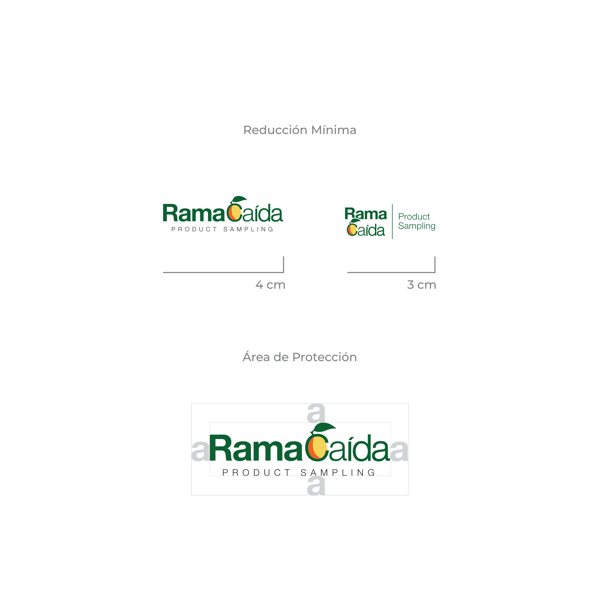 Reducción Mínima
RamaCaída
PRODUCT SAMPLING
Rama
Caída
Product
Sampling
4 cm
3 cm
Área de Protección
a
a RamaCaída a
PRODUCT SAMPLING
a